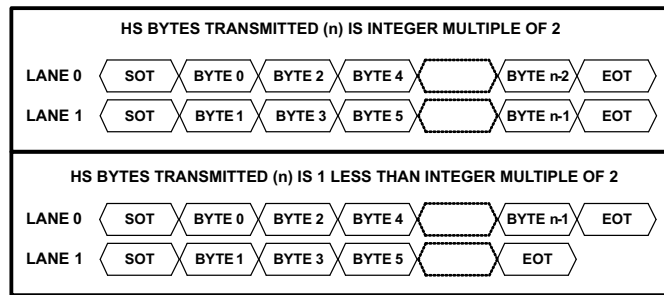 HS BYTES TRANSMITTED (n) IS INTEGER MULTIPLE OF 2
LANE 0 SOT BYTE 0 BYTE 2 BYTE 4 BYTE n-2 EOT
LANE 1 SOT BYTE 1 BYTE 3 BYTE 5 BYTE n-1 EOT
HS BYTES TRANSMITTED (n) IS 1 LESS THAN INTEGER MULTIPLE OF 2
LANE 0 SOT BYTE 0 BYTE 2 BYTE 4 BYTE n-1 EOT
LANE 1 SOT BYTE 1 BYTE 3 BYTE 5 EOT